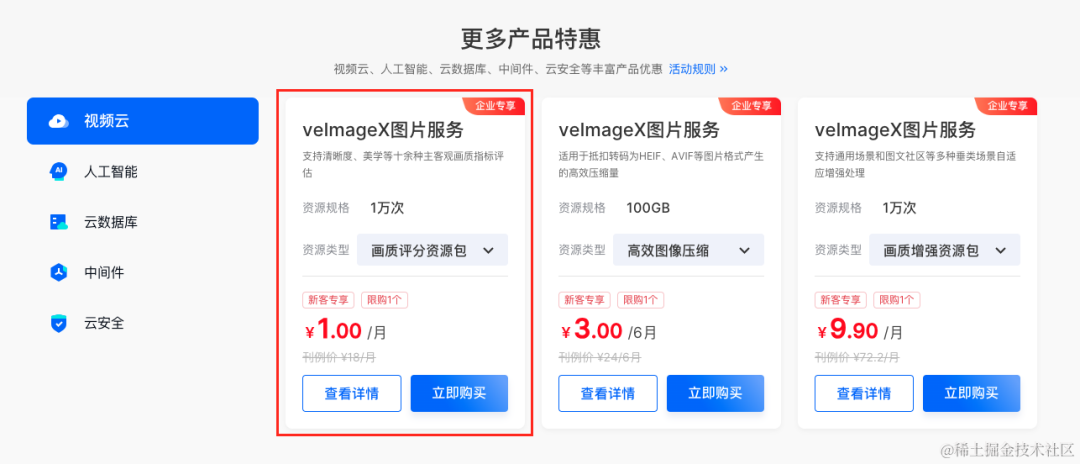 更多产品特惠
视频云、人工智能、云数据库、中间件、云安全等丰富产品优惠 活动规则 »
视频云
AI
人工智能
云数据库
中间件
云安全
企业专享
veImageX图片服务
支持清晰度、美学等十余种主客观画质指标评
估
资源规格 1万次
资源类型 画质评分资源包
新客专享 限购1个
¥1.00 /月
刊例价 ¥18/月
查看详情 立即购买
企业专享
veImageX图片服务
适用于抵扣转码为HEIF、AVIF等图片格式产生
的高效压缩量
资源规格 100GB
资源类型 高效图像压缩
新客专享 限购1个
¥3.00 /6月
刊例价 ¥24/6月
查看详情 立即购买
企业专享
veImageX图片服务
支持通用场景和图文社区等多种垂类场景自适
应增强处理
资源规格 1万次
资源类型 画质增强资源包
新客专享 限购1个
¥9.90 /月
刊例价 ¥72.2/月
查看详情 立即购买
@稀土掘金技术社区